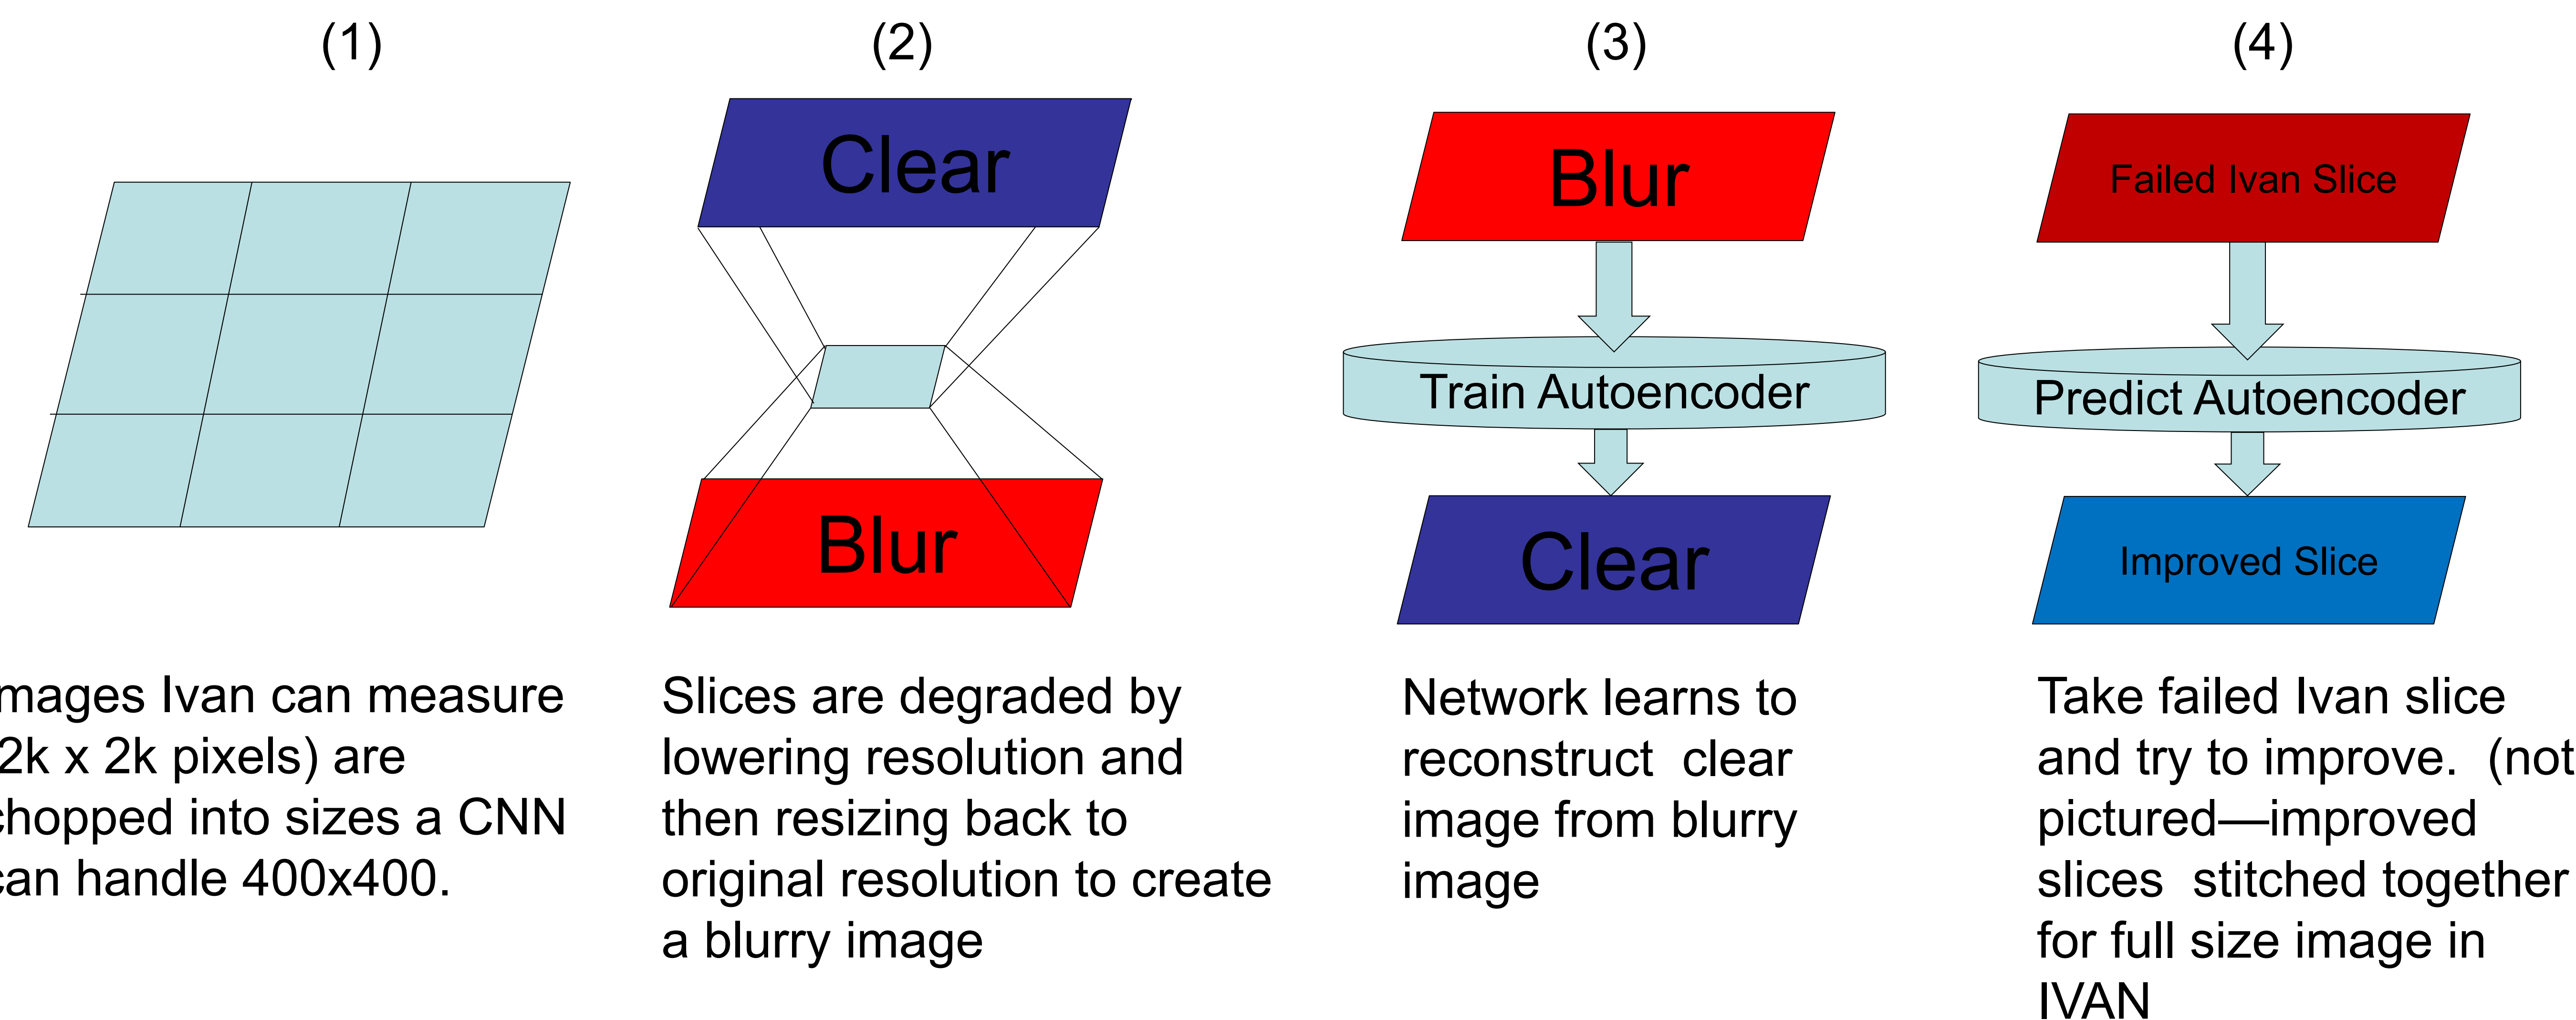 (1)
mages Ivan can measure
2k x 2k pixels) are
chopped into sizes a CNN
can handle 400x400.
(2)
Clear
Blur
Slices are degraded by
lowering resolution and
then resizing back to
original resolution to create
a blurry image
(3)
Blur
Train Autoencoder
Clear
Network learns to
reconstruct clear
image from blurry
image
(4)
Failed Ivan Slice
Predict Autoencoder
Improved Slice
Take failed Ivan slice
and try to improve. (not
pictured—improved
slices stitched together
for full size image in
IVAN